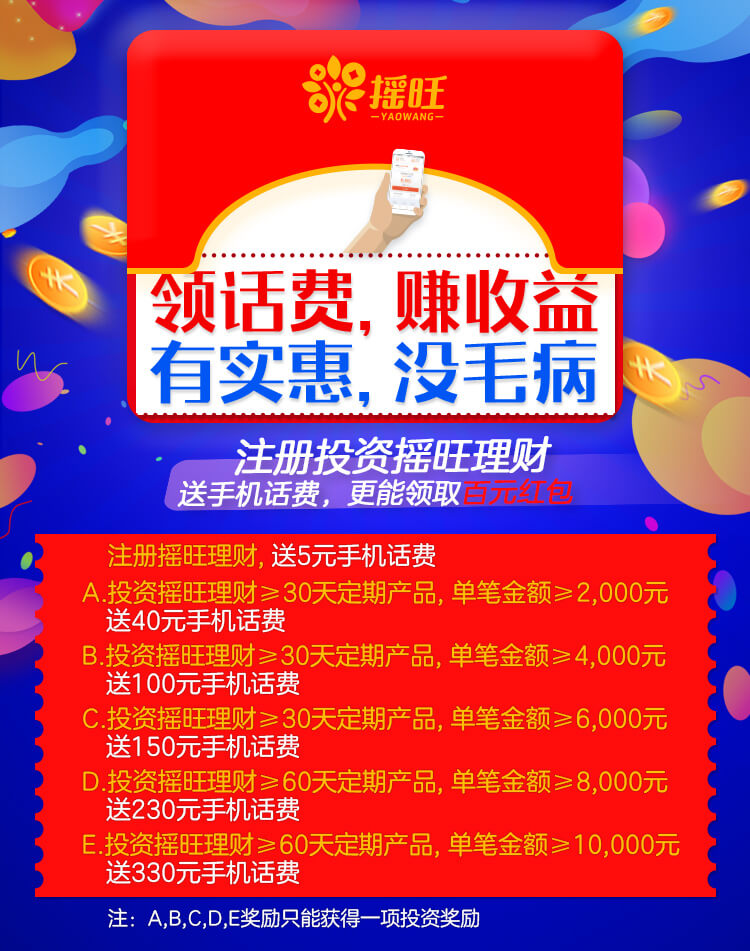 摇旺
YAOWANG
领话费, 赚收益
有实惠, 没毛病
注册投资摇旺理财
送手机话费，更能领取百元红包
注册摇旺理财, 送5元手机话费
A.投资摇旺理财≥30天定期产品, 单笔金额≥2,000元
送40元手机话费
B.投资摇旺理财≥30天定期产品, 单笔金额≥4,000元
送100元手机话费
C.投资摇旺理财≥30天定期产品, 单笔金额≥6,000元
送150元手机话费
D.投资摇旺理财≥60天定期产品, 单笔金额≥8,000元
送230元手机话费
E.投资摇旺理财≥60天定期产品, 单笔金额≥10,000元
送330元手机话费
注：A,B,C,D,E奖励只能获得一项投资奖励